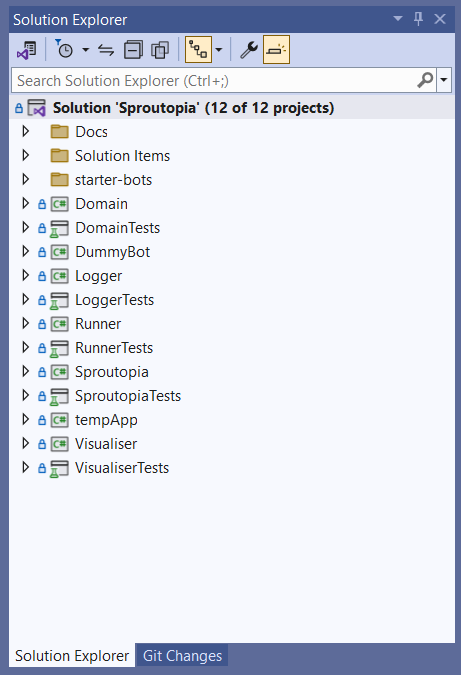 Solution Explorer
Search Solution Explorer (Ctrl+;)
Solution 'Sproutopia' (12 of 12 projects)
Docs
Solution Items
starter-bots
C# Domain
DomainTests
C# DummyBot
C# Logger
LoggerTests
C# Runner
RunnerTests
C# Sproutopia
SproutopiaTests
C# tempApp
C# Visualiser
VisualiserTests
Solution Explorer Git Changes